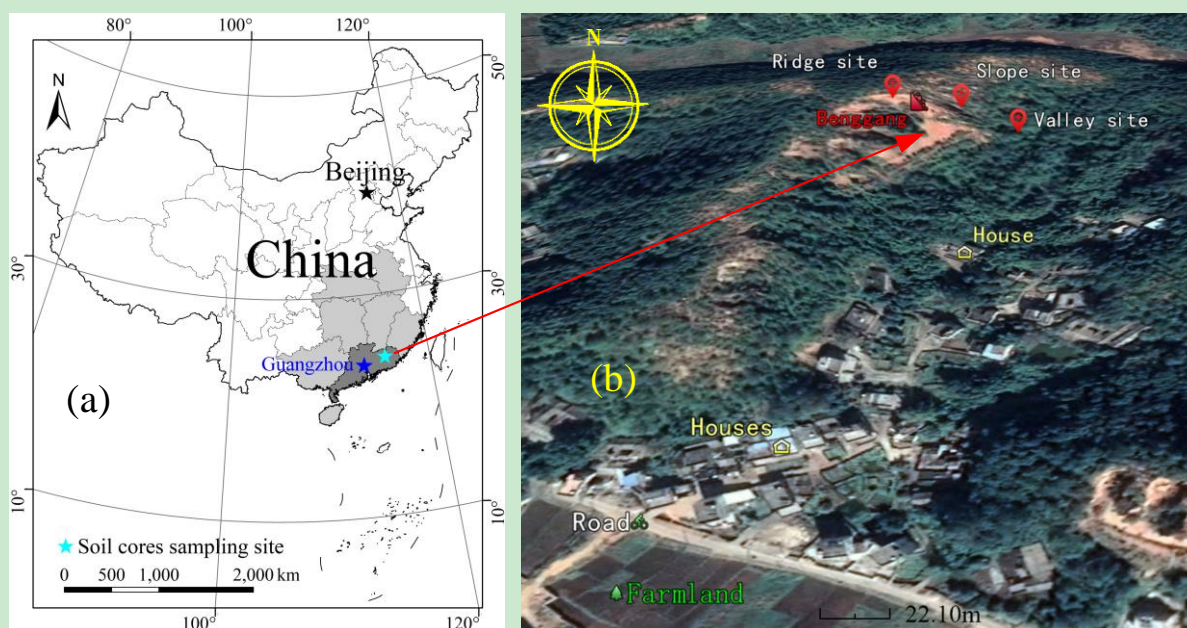 80°
100°
120°
50°
N
Beijing
China
30°
30°
Guangzhou
(a)
10°
10°
Soil cores sampling site
0 500 1,000 2,000 km
100°
120°
N
Ridge site
Slope site
Benggang
Valley site
House
(b)
Houses
Road
Farmland
22.10m